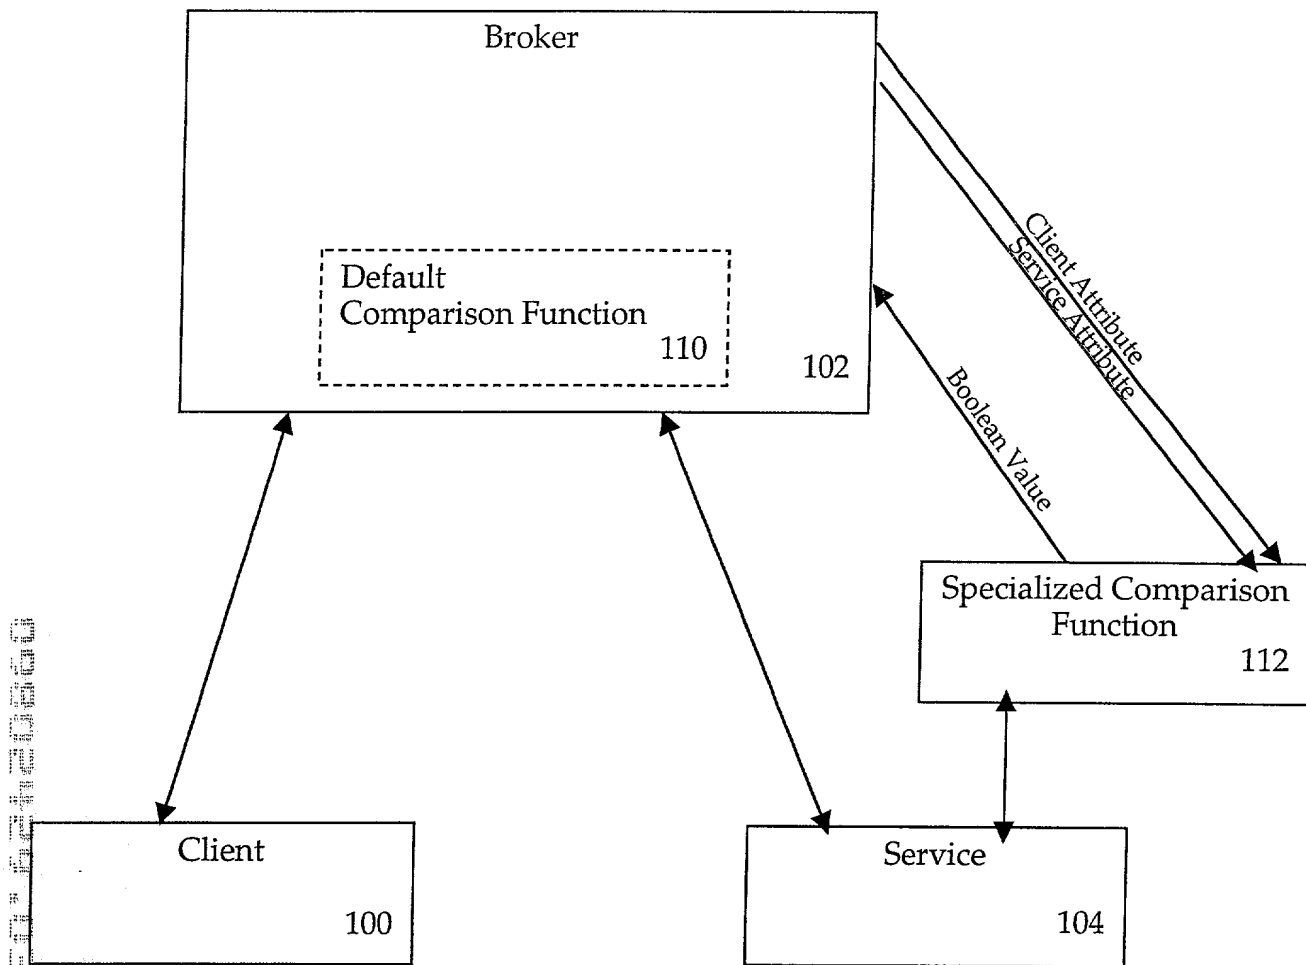 Broker
Default
Comparison Function
110
102
Client Attribute
Service Attribute
Boolean Value
Specialized Comparison
Function
112
Client
100
Service
104